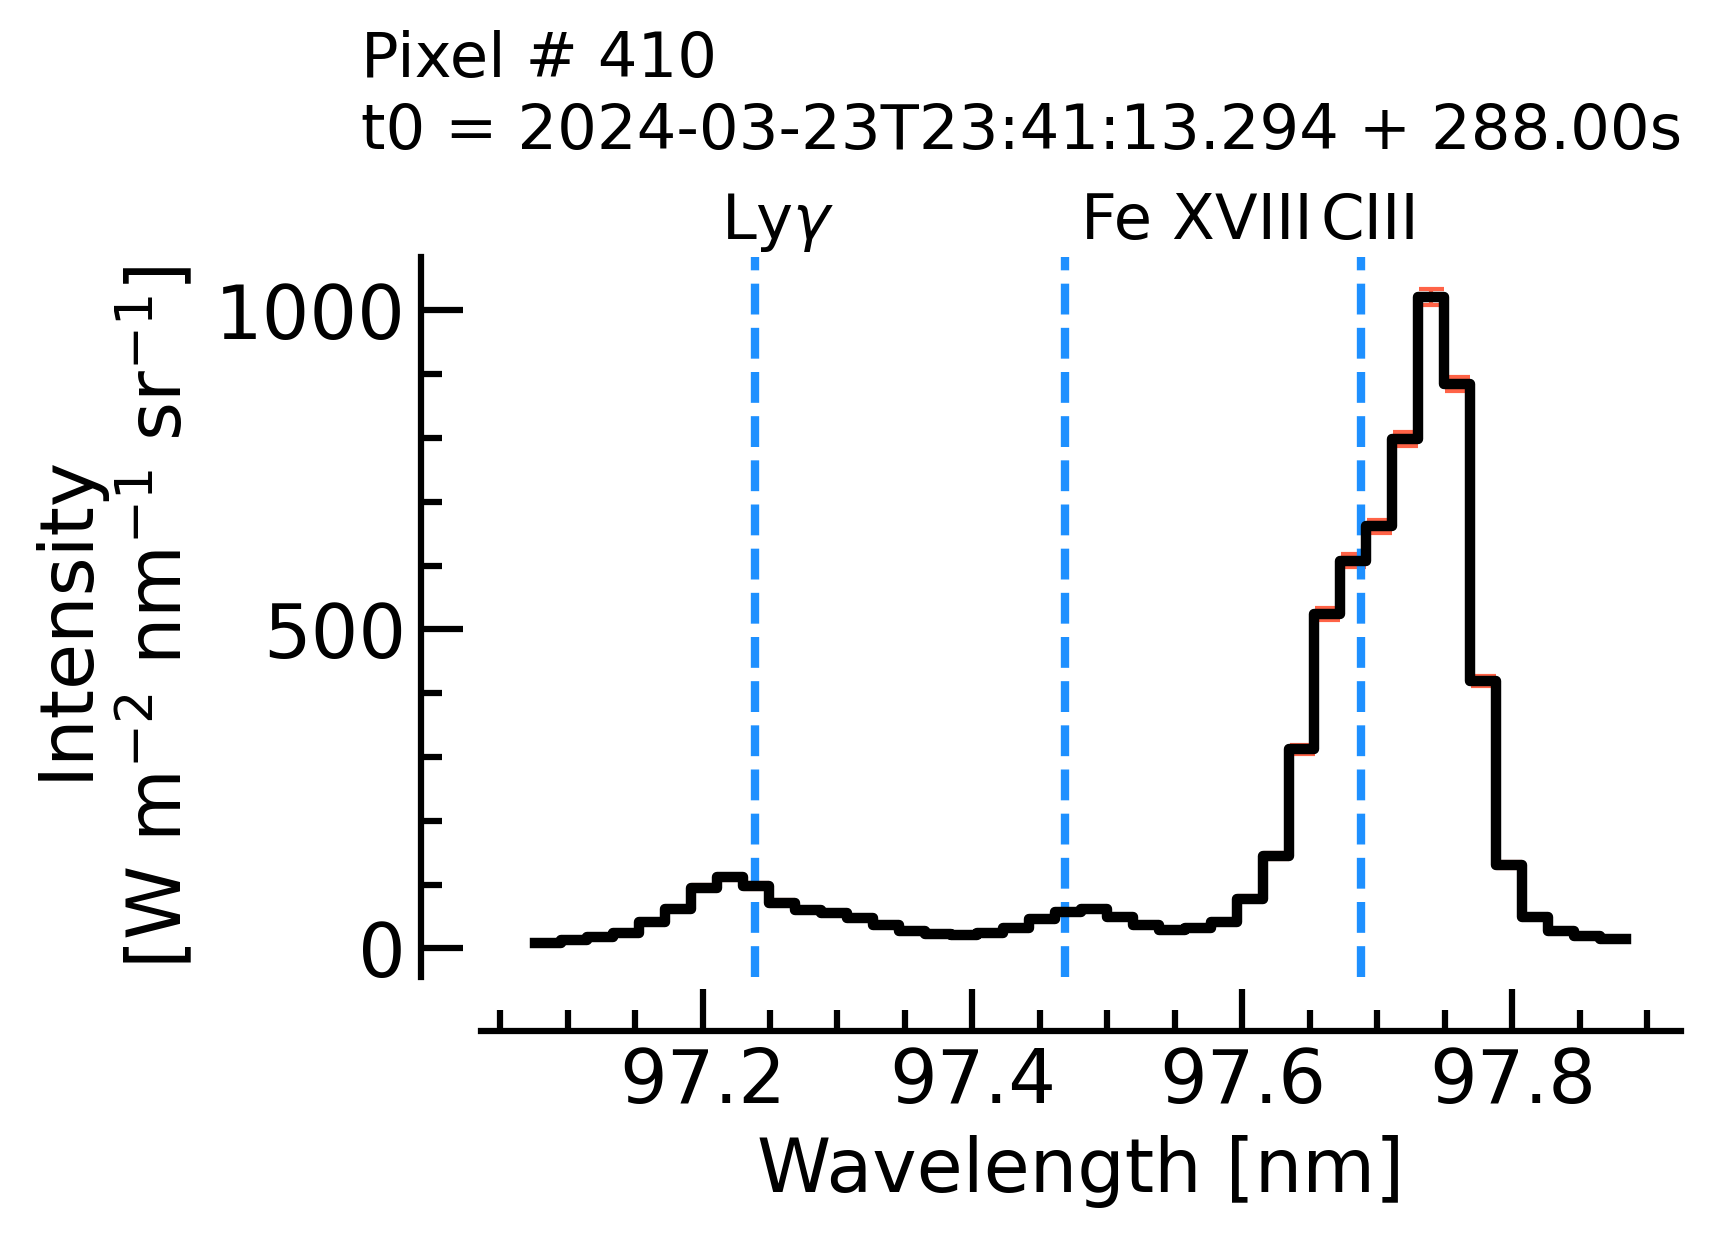 Pixel # 410
t0 = 2024-03-23T23:41:13.294 + 288.00s
Lyγ Fe XVIII CIII
Intensity
[W m⁻² nm⁻¹ sr⁻¹]
1000
500
0
97.2 97.4 97.6 97.8
Wavelength [nm]